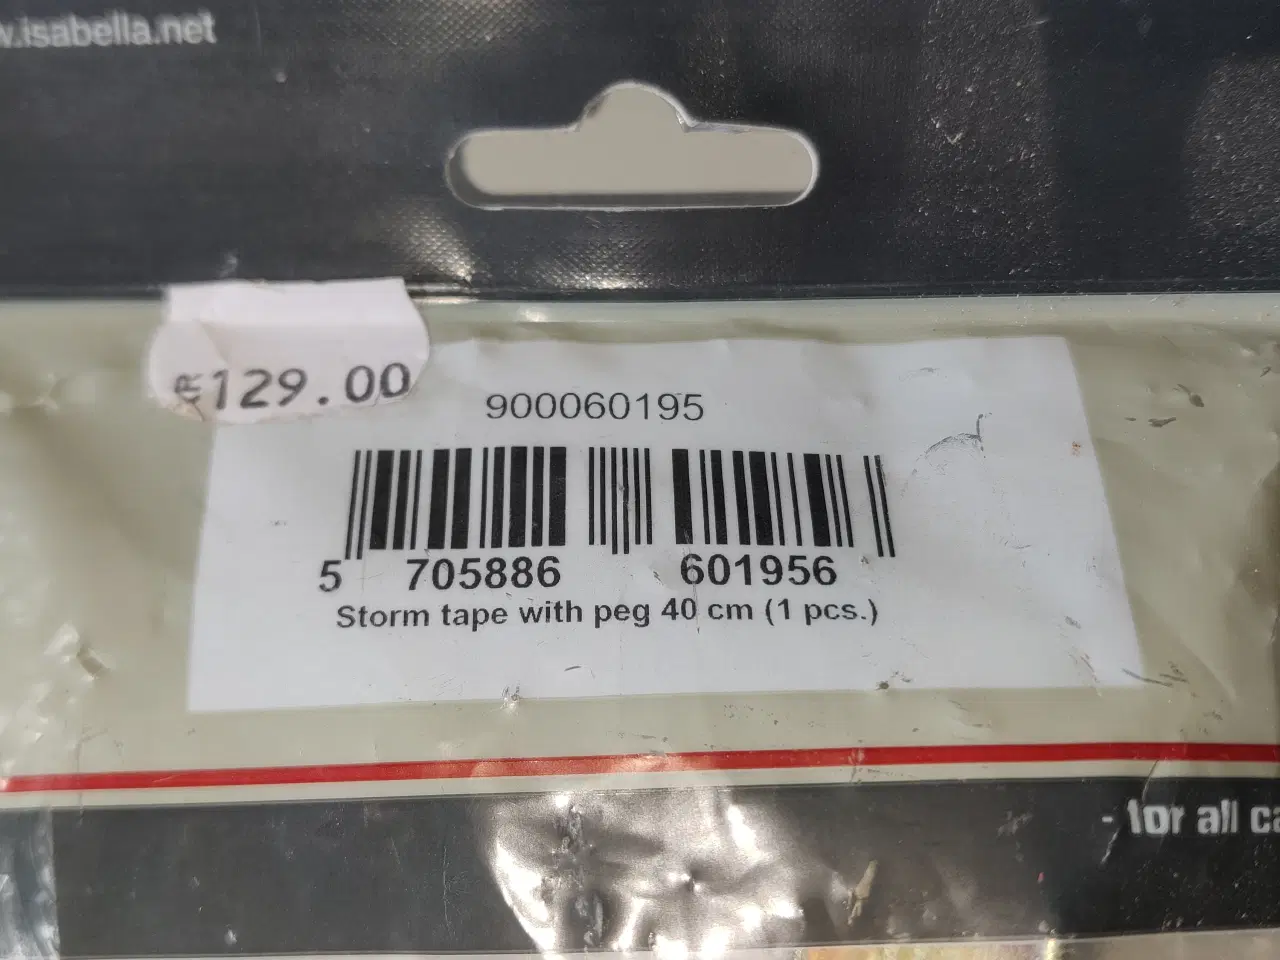 w.isabella.net
129.00
900060195
5 705886 601956
Storm tape with peg 40 cm (1 pcs.)
- for all ca